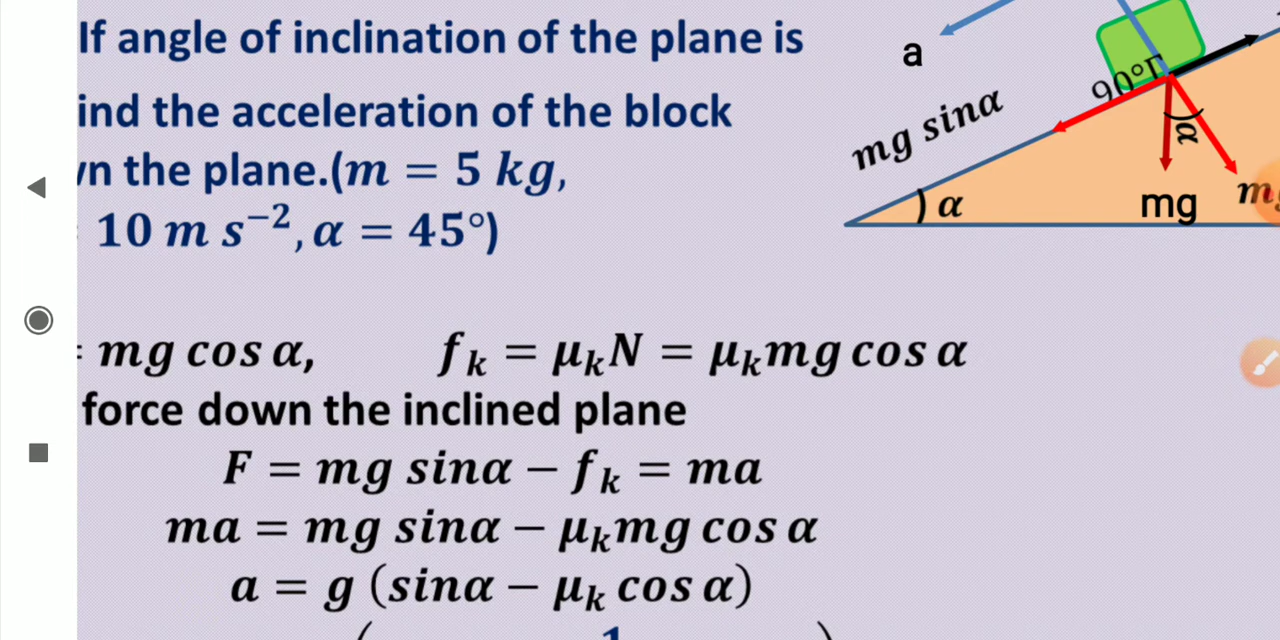 If angle of inclination of the plane is
ind the acceleration of the block
n the plane.(m = 5 kg,
10 m s⁻², α = 45°)
a
90°
mg sinα
α
α
mg
m
= mg cos α, fₖ = μₖN = μₖmg cos α
force down the inclined plane
F = mg sinα − fₖ = ma
ma = mg sinα − μₖmg cos α
a = g (sinα − μₖ cos α)
( 1 )